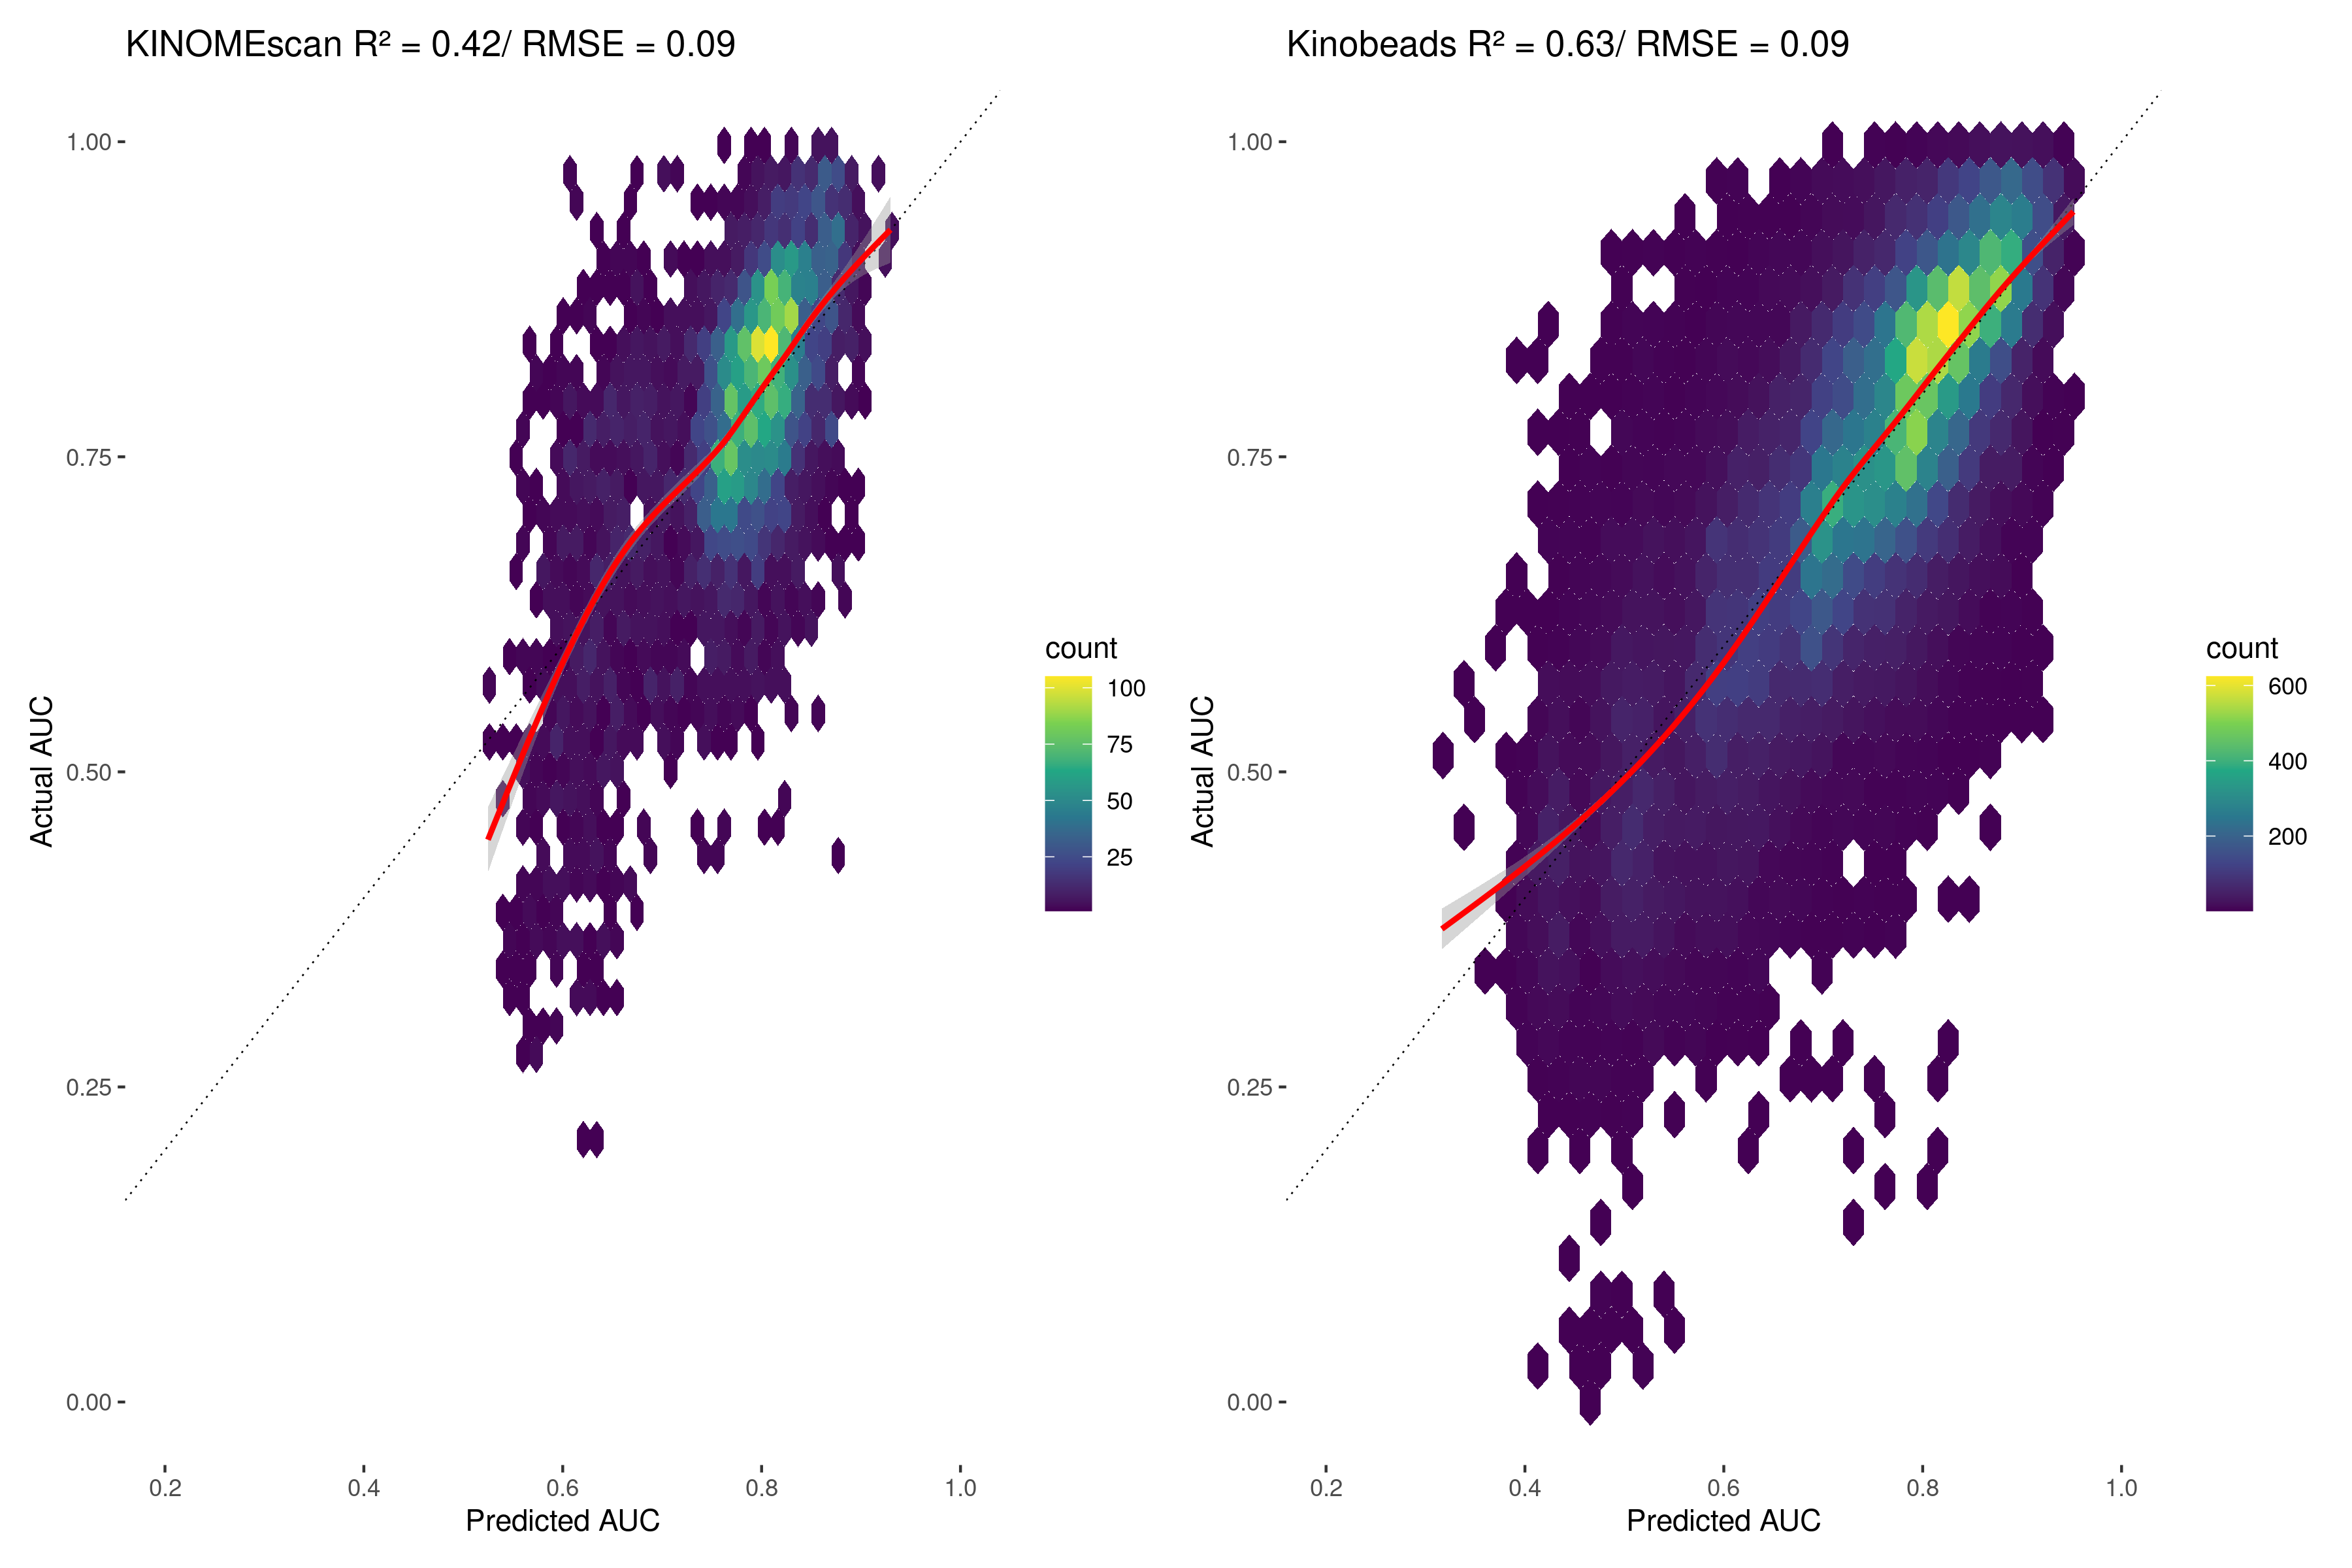 KINOMEscan R² = 0.42/ RMSE = 0.09
1.00
0.75
0.50
0.25
0.00
Actual AUC
0.2 0.4 0.6 0.8 1.0
Predicted AUC
count
100
75
50
25
Kinobeads R² = 0.63/ RMSE = 0.09
1.00
0.75
0.50
0.25
0.00
Actual AUC
0.2 0.4 0.6 0.8 1.0
Predicted AUC
count
600
400
200